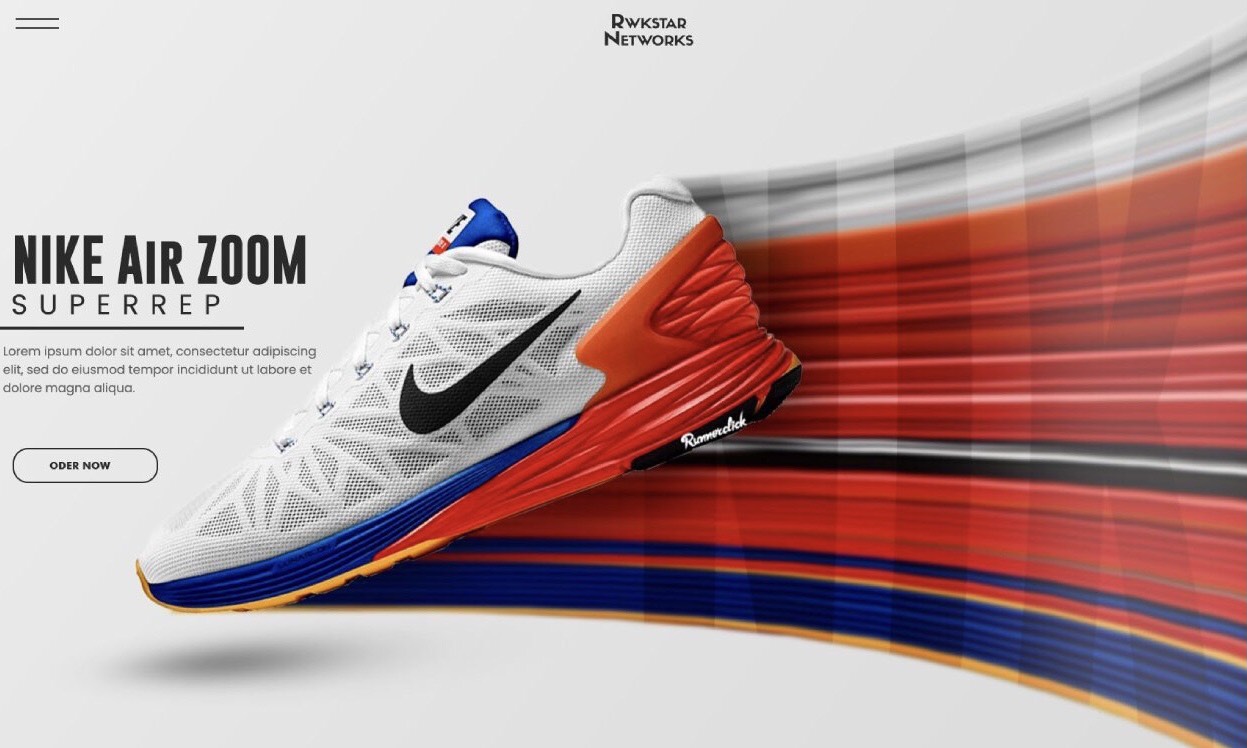 Rwkstar
Networks
NIKE Air ZOOM
SUPERREP
Lorem ipsum dolor sit amet, consectetur adipiscing
elit, sed do eiusmod tempor incididunt ut labore et
dolore magna aliqua.
ODER NOW
Runnerclick